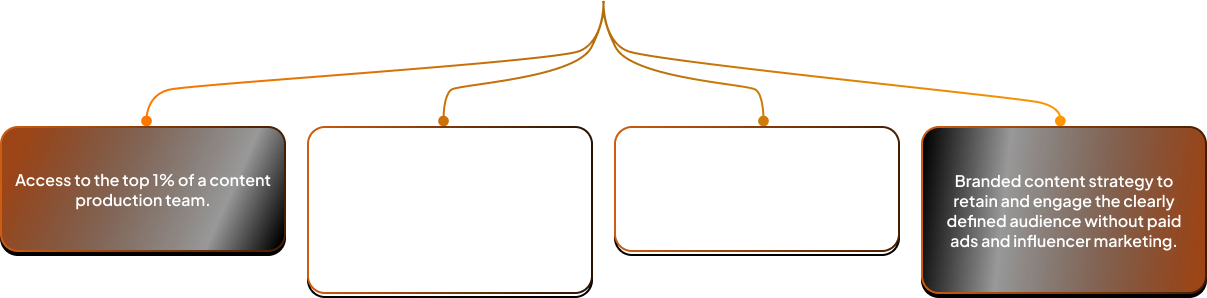 Access to the top 1% of a content
production team.
Branded content strategy to
retain and engage the clearly
defined audience without paid
ads and influencer marketing.